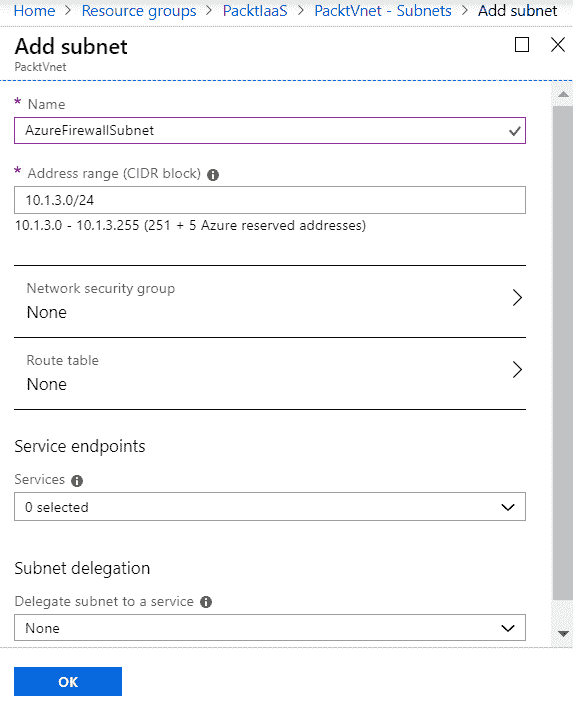 Home > Resource groups > PacktIaaS > PacktVnet - Subnets > Add subnet
Add subnet
PacktVnet
* Name
AzureFirewallSubnet
* Address range (CIDR block)
10.1.3.0/24
10.1.3.0 - 10.1.3.255 (251 + 5 Azure reserved addresses)
Network security group
None
Route table
None
Service endpoints
Services
0 selected
Subnet delegation
Delegate subnet to a service
None
OK